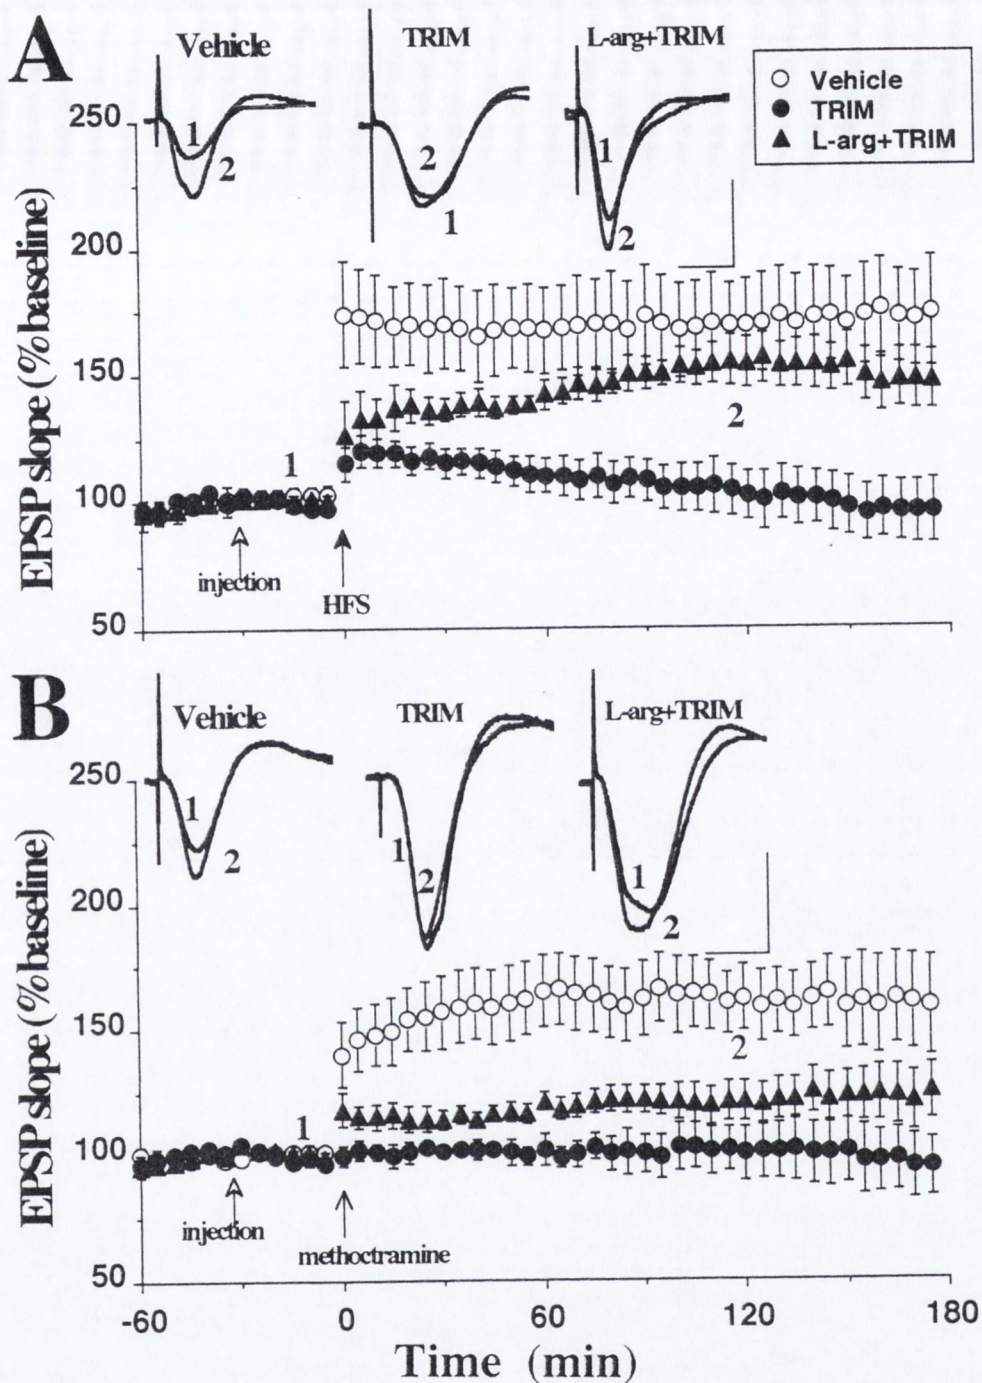 A
Vehicle
TRIM
L-arg+TRIM
Vehicle
TRIM
L-arg+TRIM
1
2
2
1
1
2
EPSP slope (% baseline)
250
200
150
100
50
1
2
injection
HFS
B
Vehicle
TRIM
L-arg+TRIM
1
2
1
2
1
2
EPSP slope (% baseline)
250
200
150
100
50
1
2
injection
methoctramine
-60
0
60
120
180
Time (min)